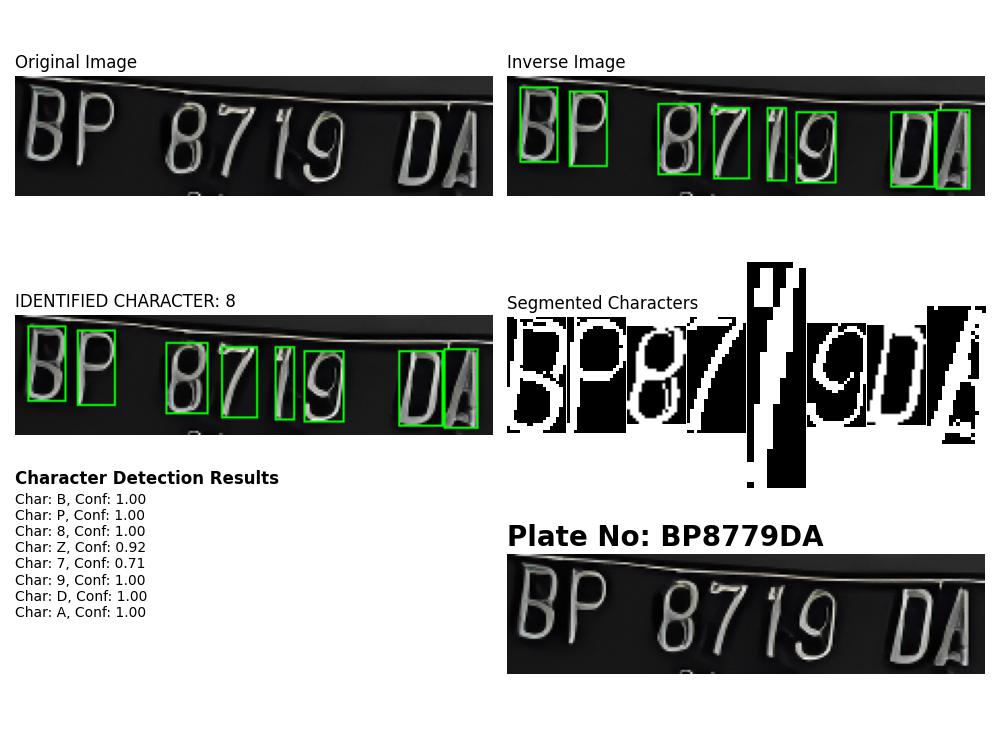 Original Image
BP 8719 DA
Inverse Image
BP 8719 DA
IDENTIFIED CHARACTER: 8
BP 8719 DA
Segmented Characters
BP8719DA
Character Detection Results
Char: B, Conf: 1.00
Char: P, Conf: 1.00
Char: 8, Conf: 1.00
Char: Z, Conf: 0.92
Char: 7, Conf: 0.71
Char: 9, Conf: 1.00
Char: D, Conf: 1.00
Char: A, Conf: 1.00
Plate No: BP8779DA
BP 8719 DA